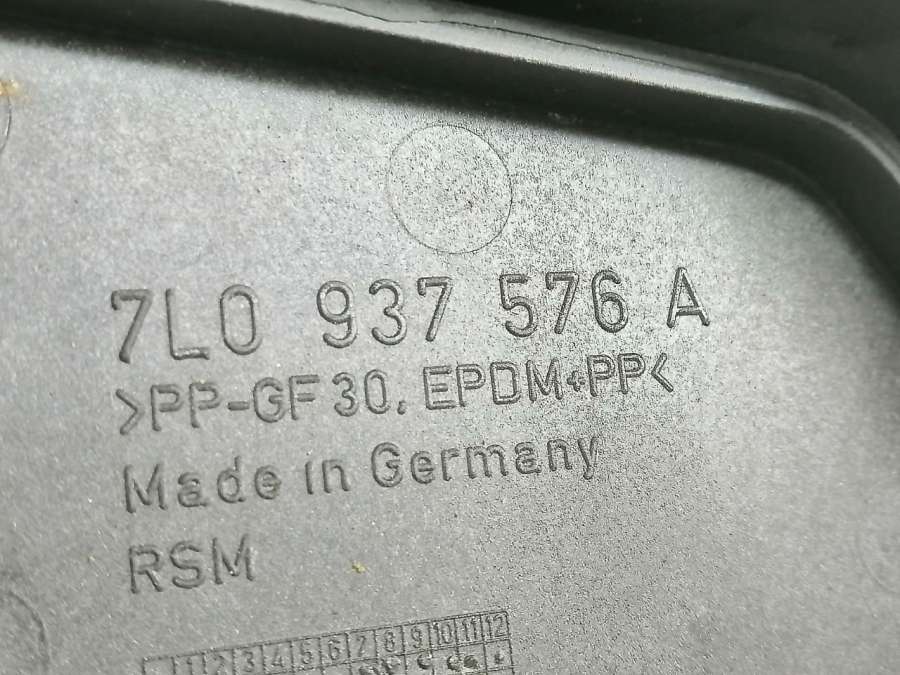 7L0 937 576 A
>PP-GF30, EPDM+PP<
Made in Germany
RSM
1 2 3 4 5 6 7 8 9 10 11 12